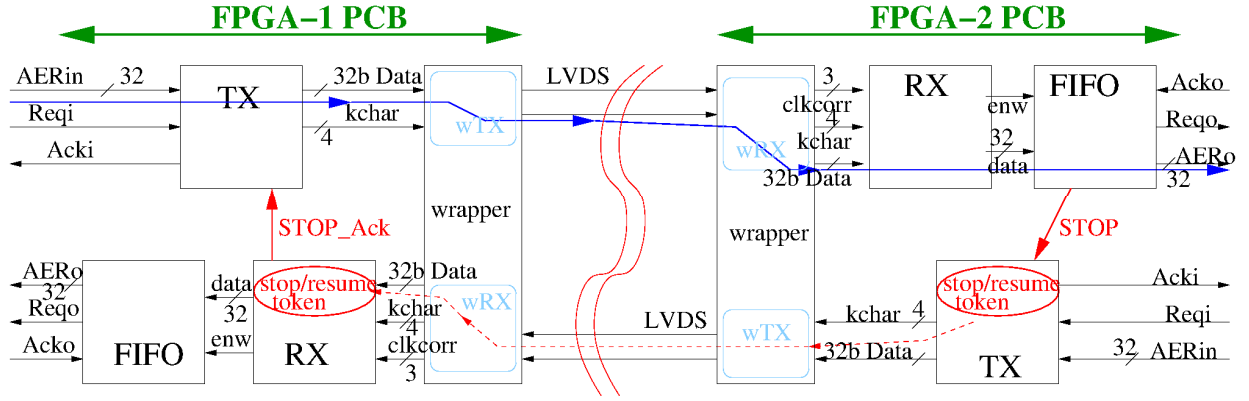 FPGA−1 PCB
FPGA−2 PCB
AERin
32
Reqi
Acki
TX
32b Data
kchar
4
wTX
wrapper
LVDS
wRX
wrapper
3
clkcorr
4
kchar
32b Data
RX
enw
32
data
FIFO
Acko
Reqo
AERo
32
STOP_Ack
STOP
AERo
32
Reqo
Acko
FIFO
data
32
enw
stop/resume
token
RX
32b Data
kchar
4
clkcorr
3
wRX
LVDS
wTX
kchar
4
32b Data
stop/resume
token
TX
Acki
Reqi
32
AERin